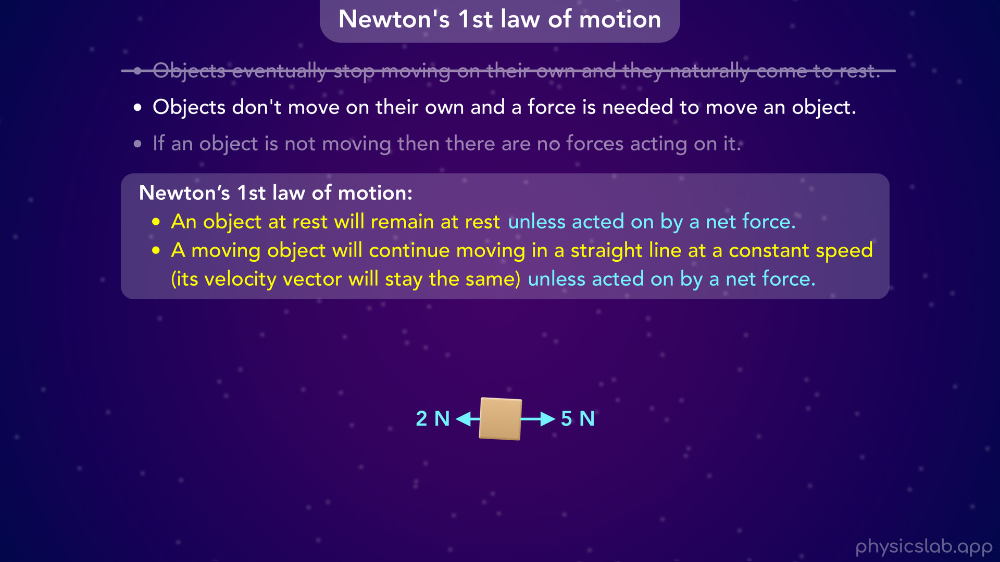 Newton's 1st law of motion
• Objects eventually stop moving on their own and they naturally come to rest.
• Objects don't move on their own and a force is needed to move an object.
• If an object is not moving then there are no forces acting on it.
Newton’s 1st law of motion:
• An object at rest will remain at rest unless acted on by a net force.
• A moving object will continue moving in a straight line at a constant speed
(its velocity vector will stay the same) unless acted on by a net force.
2 N 5 N
physicslab.app